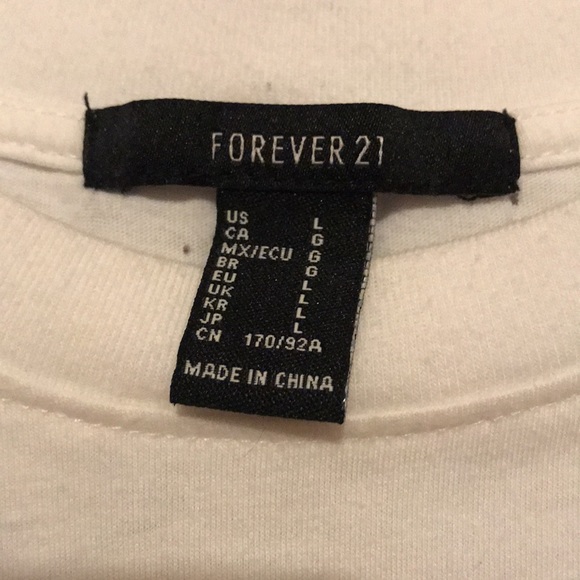 FOREVER 21
US L
CA G
MX/ECU G
BR G
EU L
UK L
KR L
JP L
CN 170/92A
MADE IN CHINA